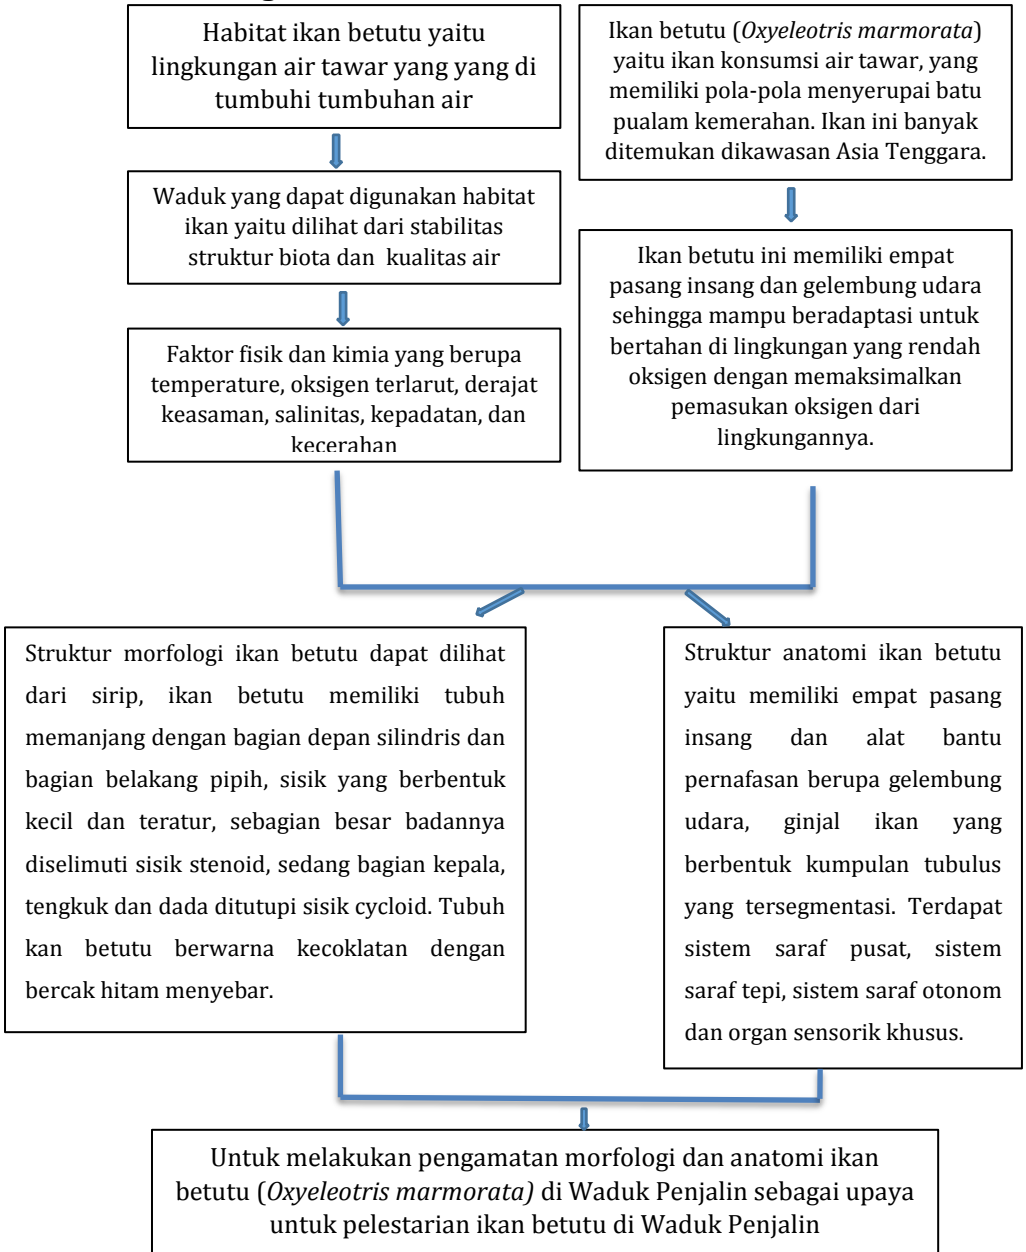 Habitat ikan betutu yaitu
lingkungan air tawar yang yang di
tumbuhi tumbuhan air
Waduk yang dapat digunakan habitat
ikan yaitu dilihat dari stabilitas
struktur biota dan kualitas air
Faktor fisik dan kimia yang berupa
temperature, oksigen terlarut, derajat
keasaman, salinitas, kepadatan, dan
kecerahan
Ikan betutu (Oxyeleotris marmorata)
yaitu ikan konsumsi air tawar, yang
memiliki pola-pola menyerupai batu
pualam kemerahan. Ikan ini banyak
ditemukan dikawasan Asia Tenggara.
Ikan betutu ini memiliki empat
pasang insang dan gelembung udara
sehingga mampu beradaptasi untuk
bertahan di lingkungan yang rendah
oksigen dengan memaksimalkan
pemasukan oksigen dari
lingkungannya.
Struktur morfologi ikan betutu dapat dilihat
dari sirip, ikan betutu memiliki tubuh
memanjang dengan bagian depan silindris dan
bagian belakang pipih, sisik yang berbentuk
kecil dan teratur, sebagian besar badannya
diselimuti sisik stenoid, sedang bagian kepala,
tengkuk dan dada ditutupi sisik cycloid. Tubuh
kan betutu berwarna kecoklatan dengan
bercak hitam menyebar.
Struktur anatomi ikan betutu
yaitu memiliki empat pasang
insang dan alat bantu
pernafasan berupa gelembung
udara, ginjal ikan yang
berbentuk kumpulan tubulus
yang tersegmentasi. Terdapat
sistem saraf pusat, sistem
saraf tepi, sistem saraf otonom
dan organ sensorik khusus.
Untuk melakukan pengamatan morfologi dan anatomi ikan
betutu (Oxyeleotris marmorata) di Waduk Penjalin sebagai upaya
untuk pelestarian ikan betutu di Waduk Penjalin